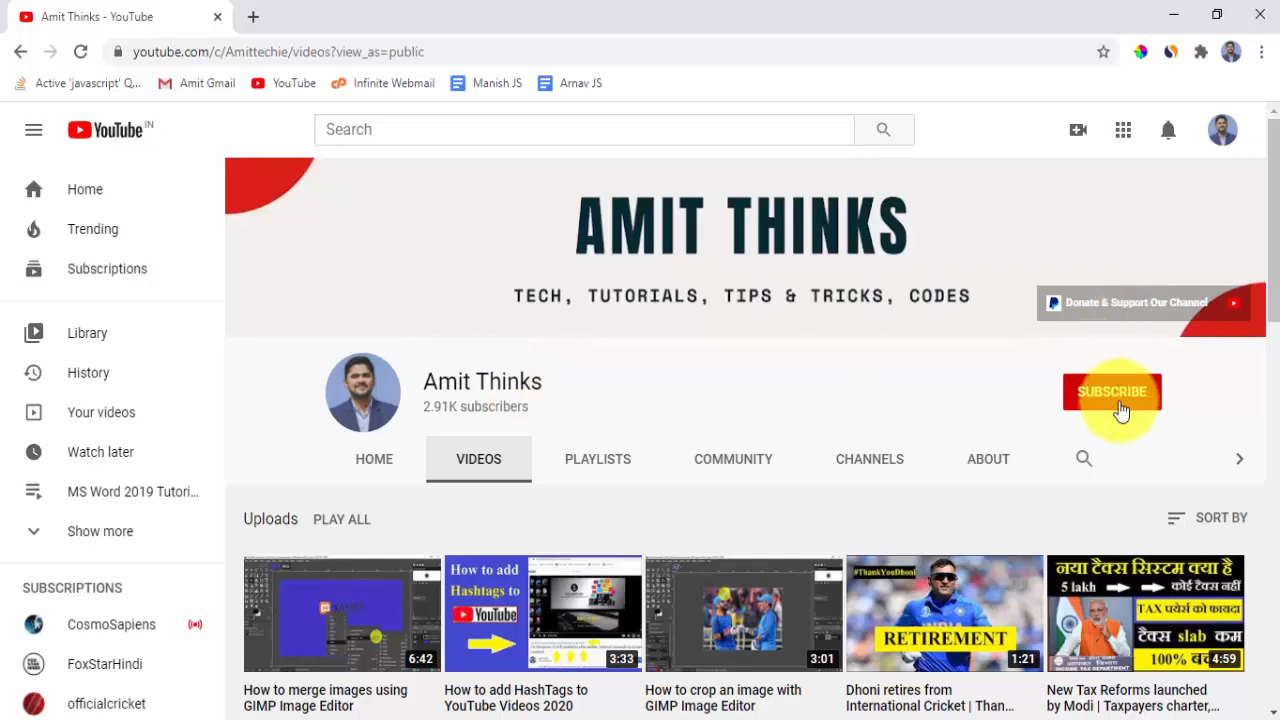 Amit Thinks - YouTube
youtube.com/c/Amittechie/videos?view_as=public
Active 'javascript' Q...
Amit Gmail
YouTube
Infinite Webmail
Manish JS
Arnav JS
YouTube IN
Search
Home
Trending
Subscriptions
Library
History
Your videos
Watch later
MS Word 2019 Tutori...
Show more
SUBSCRIPTIONS
CosmoSapiens
FoxStarHindi
officialcricket
AMIT THINKS
TECH, TUTORIALS, TIPS & TRICKS, CODES
Donate & Support Our Channel
Amit Thinks
2.91K subscribers
SUBSCRIBE
HOME
VIDEOS
PLAYLISTS
COMMUNITY
CHANNELS
ABOUT
Uploads
PLAY ALL
SORT BY
6:42
How to merge images using
GIMP Image Editor
How to add
Hashtags to
YouTube
3:33
How to add HashTags to
YouTube Videos 2020
3:01
How to crop an image with
GIMP Image Editor
#ThankYouDhoni
RETIREMENT
1:21
Dhoni retires from
International Cricket | Than...
नया टैक्स सिस्टम क्या है
5 lakh
कोई टैक्स नहीं
TAX पयेर्स को फायदा
टैक्स slab कम
100%
4:59
New Tax Reforms launched
by Modi | Taxpayers charter,...